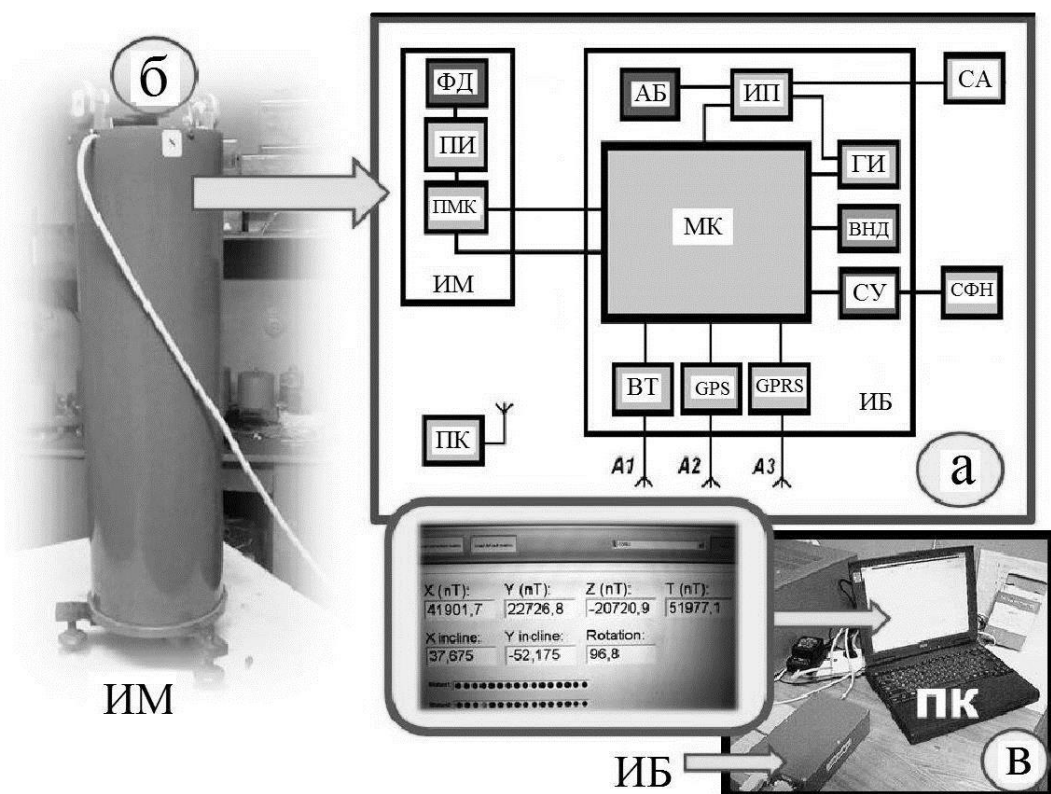 б
S
ИМ
ФД
ПИ
ПМК
ИМ
АБ
ИП
СА
МК
ГИ
ВНД
СУ
СФН
ВТ
GPS
GPRS
ИБ
ПК
A1
A2
A3
а
X (nT):
Y (nT):
Z (nT):
T (nT):
41901,7
22726,8
-20720,9
51977,1
X incline:
Y incline:
Rotation:
37,675
-52,175
96,8
ПК
ИБ
в